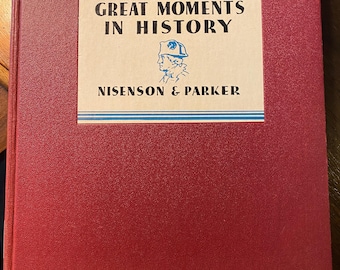 GREAT MOMENTS
IN HISTORY
NISENSON & PARKER